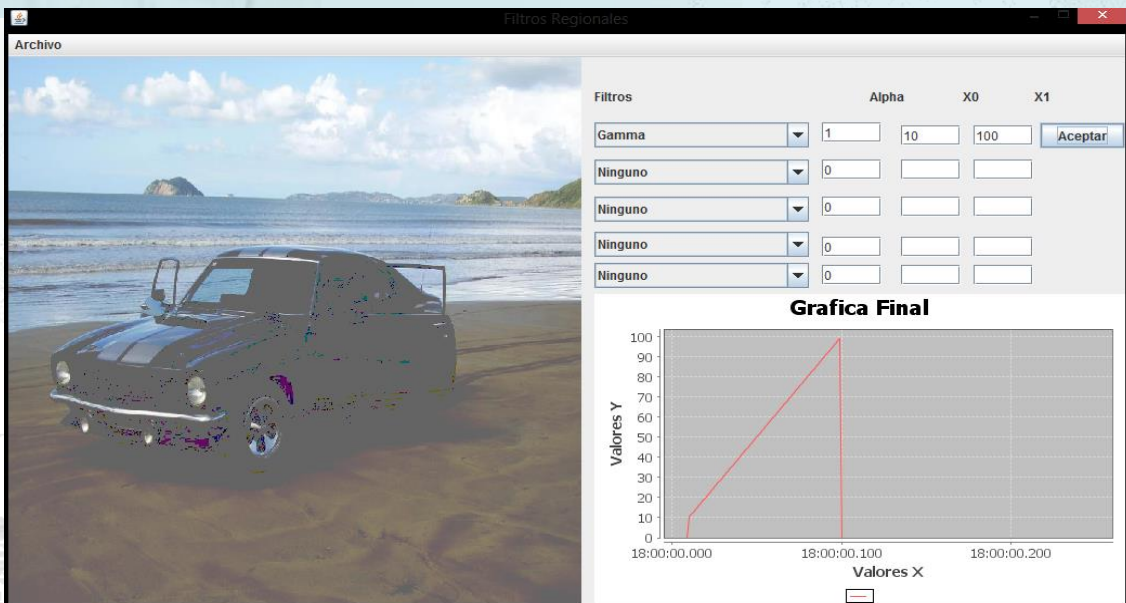 Filtros Regionales
Archivo
Filtros Alpha X0 X1
Gamma 1 10 100 Aceptar
Ninguno 0
Ninguno 0
Ninguno 0
Ninguno 0
Grafica Final
100
90
80
70
60
50
40
30
20
10
0
Valores Y
18:00:00.000 18:00:00.100 18:00:00.200
Valores X